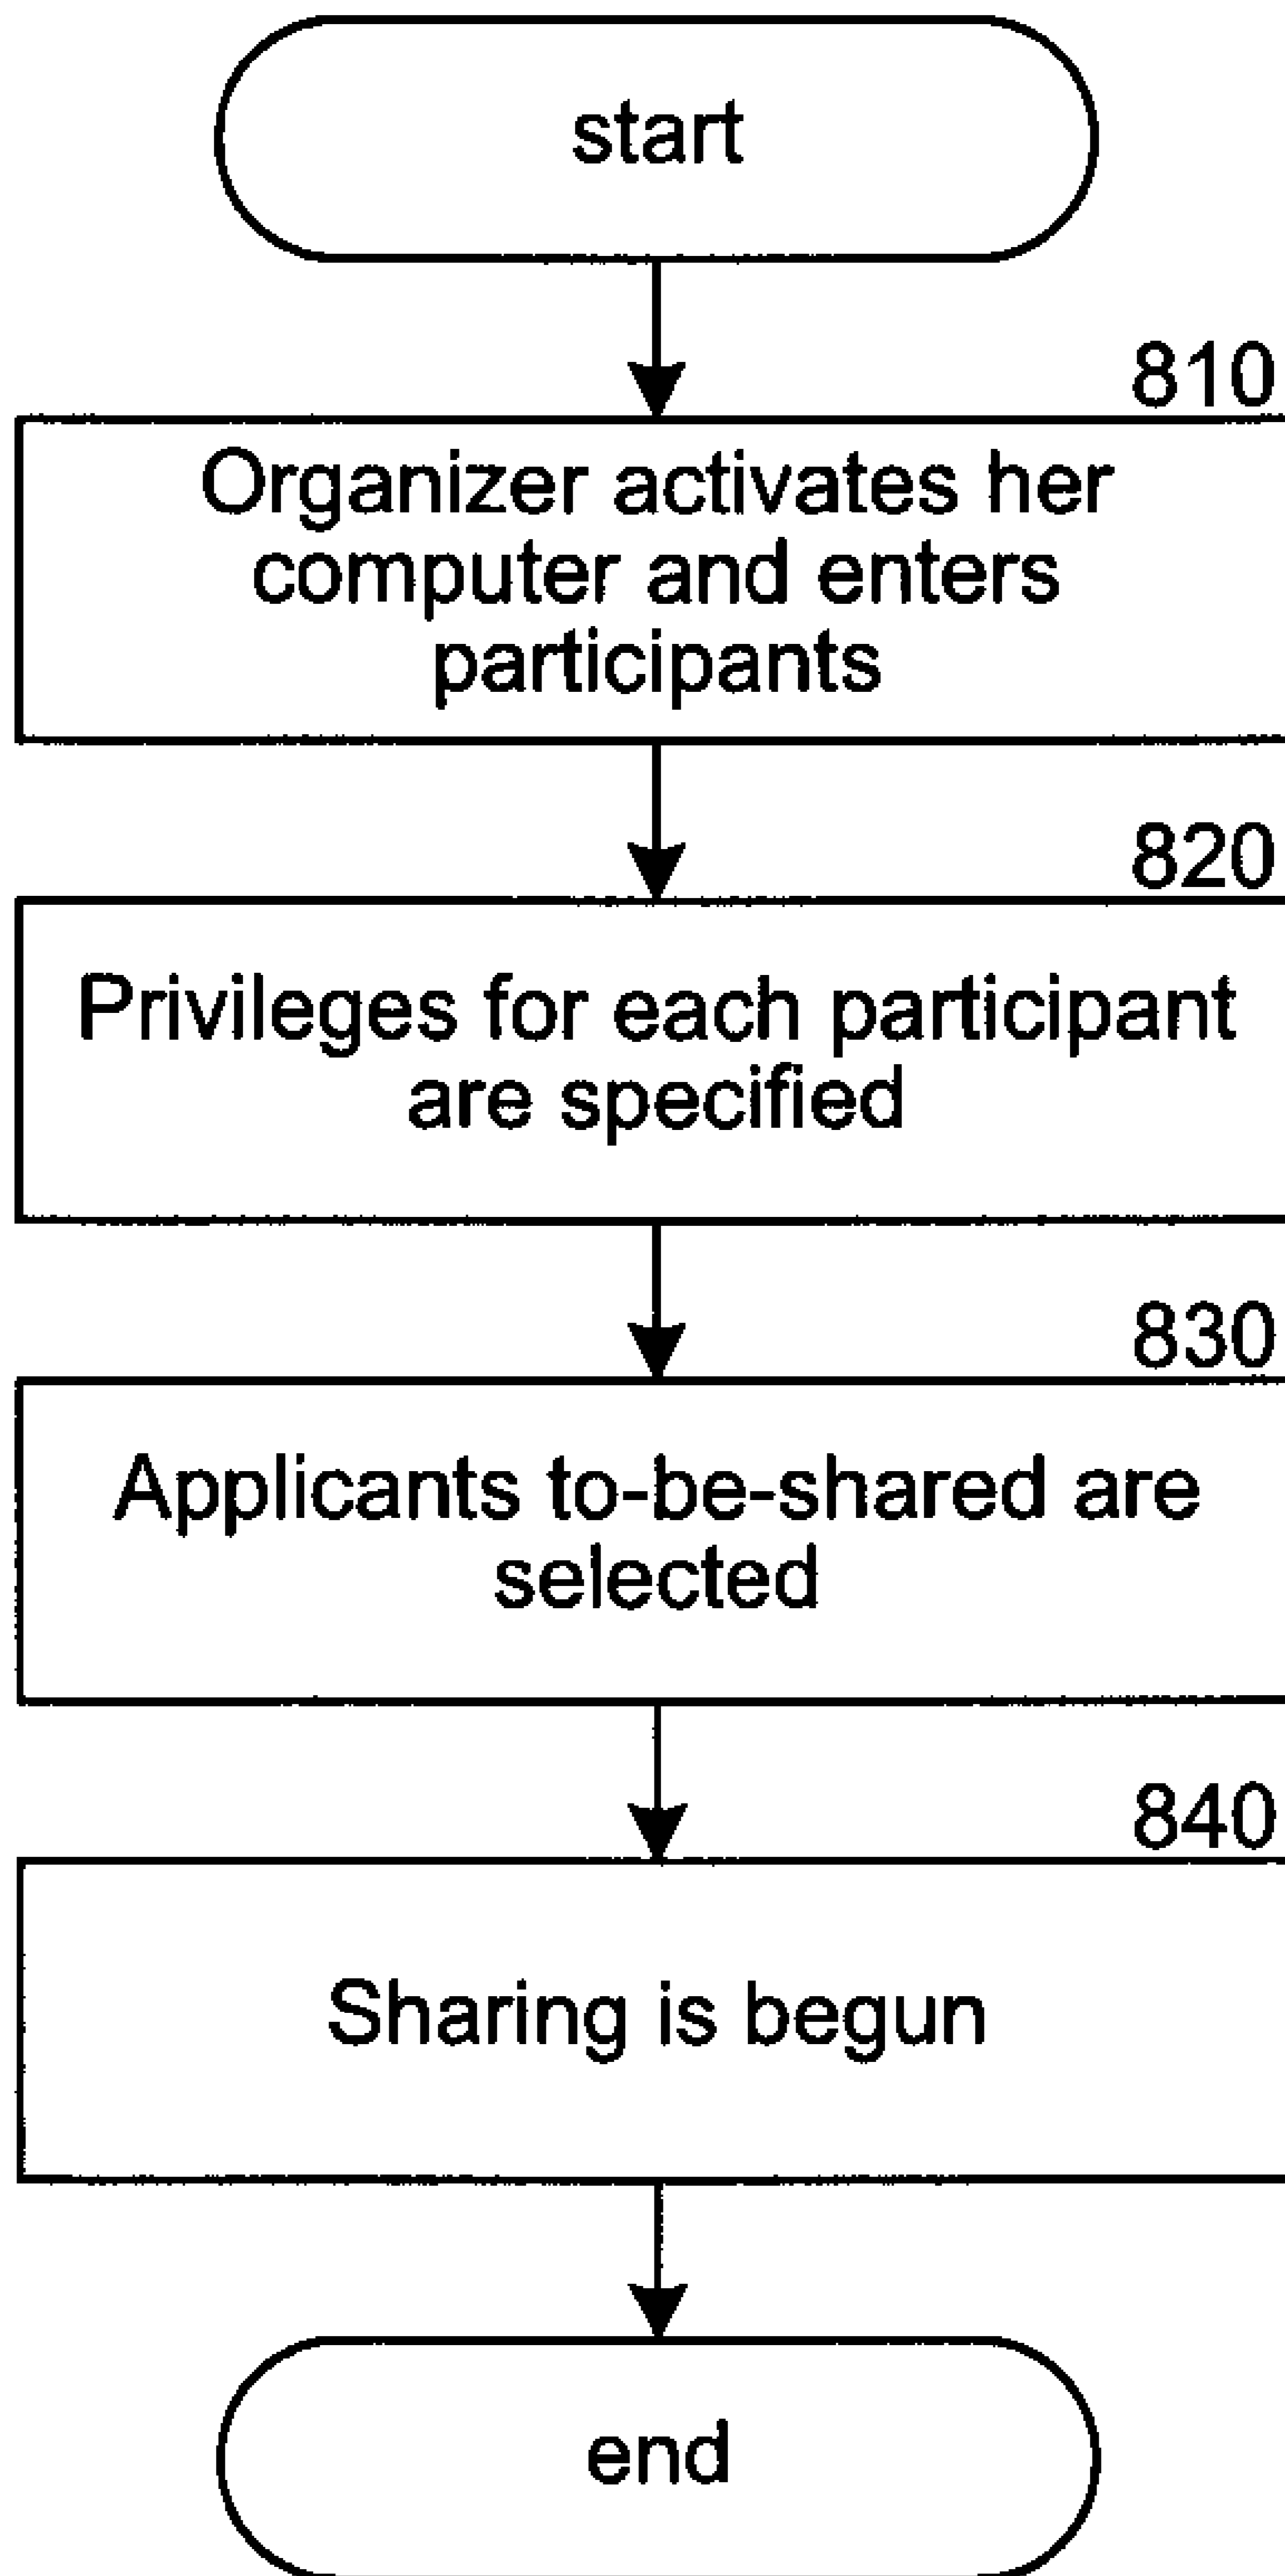 start
810
Organizer activates her
computer and enters
participants
820
Privileges for each participant
are specified
830
Applicants to-be-shared are
selected
840
Sharing is begun
end